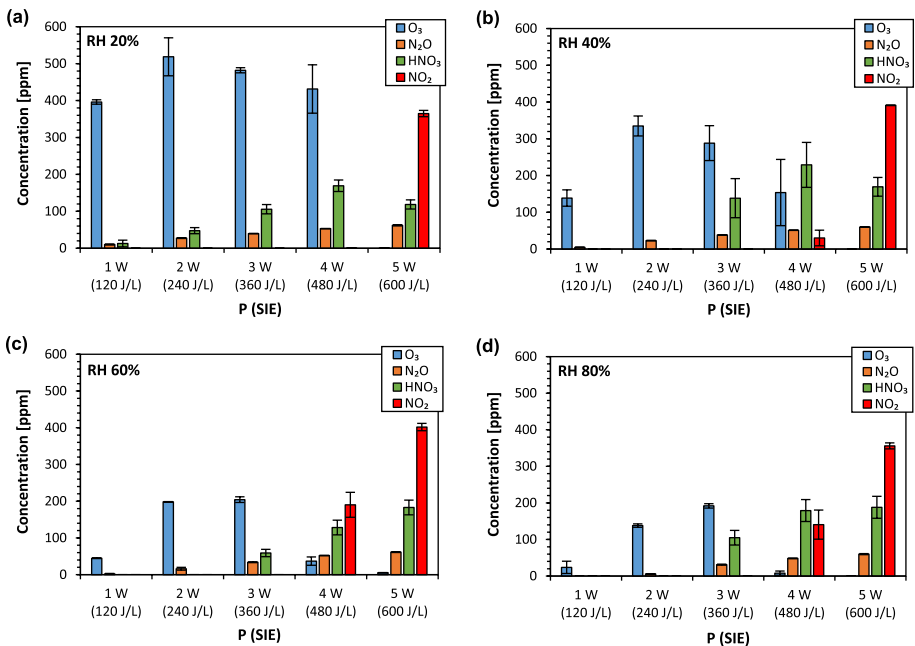 (a)
RH 20%
O₃
N₂O
HNO₃
NO₂
Concentration [ppm]
600
500
400
300
200
100
0
1 W 2 W 3 W 4 W 5 W
(120 J/L) (240 J/L) (360 J/L) (480 J/L) (600 J/L)
P (SIE)
(b)
RH 40%
O₃
N₂O
HNO₃
NO₂
Concentration [ppm]
600
500
400
300
200
100
0
1 W 2 W 3 W 4 W 5 W
(120 J/L) (240 J/L) (360 J/L) (480 J/L) (600 J/L)
P (SIE)
(c)
RH 60%
O₃
N₂O
HNO₃
NO₂
Concentration [ppm]
600
500
400
300
200
100
0
1 W 2 W 3 W 4 W 5 W
(120 J/L) (240 J/L) (360 J/L) (480 J/L) (600 J/L)
P (SIE)
(d)
RH 80%
O₃
N₂O
HNO₃
NO₂
Concentration [ppm]
600
500
400
300
200
100
0
1 W 2 W 3 W 4 W 5 W
(120 J/L) (240 J/L) (360 J/L) (480 J/L) (600 J/L)
P (SIE)